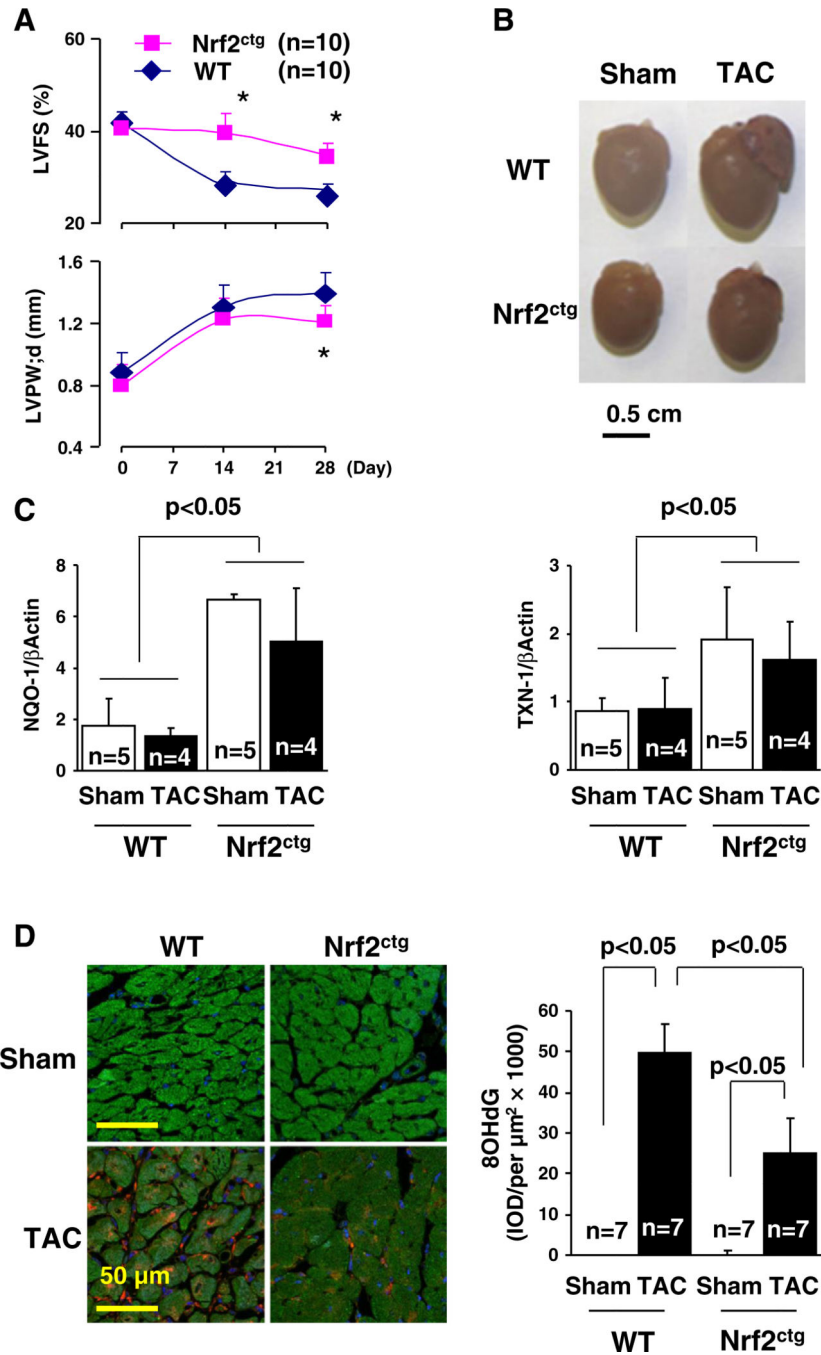 A
60
40
20
LVFS (%)
Nrf2ctg (n=10)
WT (n=10)
*
*
1.6
1.2
0.8
0.4
LVPW;d (mm)
*
0 7 14 21 28 (Day)
B
Sham TAC
WT
Nrf2ctg
0.5 cm
C
p<0.05
8
6
4
2
0
NQO-1/βActin
n=5 n=4 n=5 n=4
Sham TAC Sham TAC
WT Nrf2ctg
p<0.05
3
2
1
0
TXN-1/βActin
n=5 n=4 n=5 n=4
Sham TAC Sham TAC
WT Nrf2ctg
D
WT Nrf2ctg
Sham
TAC
50 μm
p<0.05 p<0.05
p<0.05
60
50
40
30
20
10
0
8OHdG
(IOD/per μm² × 1000)
n=7 n=7 n=7 n=7
Sham TAC Sham TAC
WT Nrf2ctg